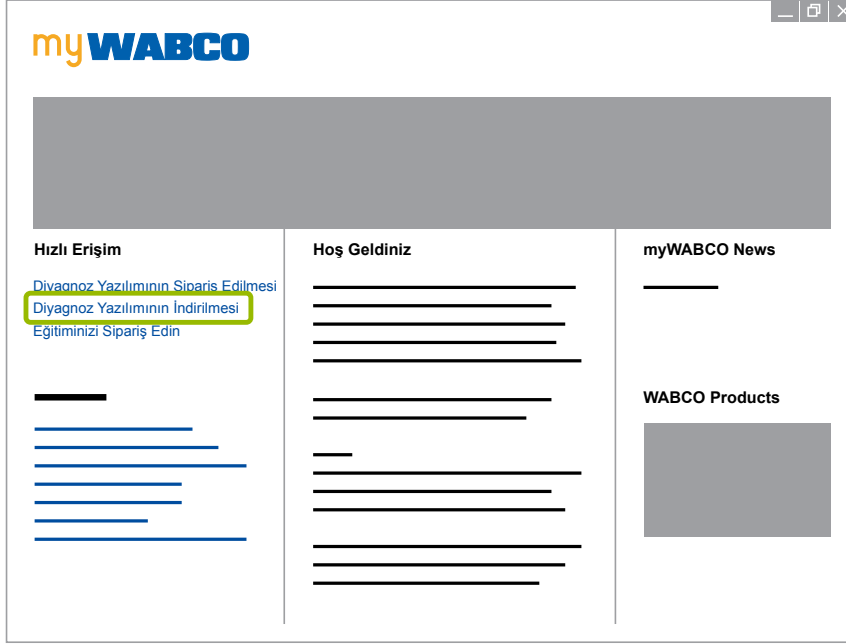 myWABCO
Hızlı Erişim
Diyagnoz Yazılımının Sipariş Edilmesi
Diyagnoz Yazılımının İndirilmesi
Eğitiminizi Sipariş Edin
Hoş Geldiniz
myWABCO News
WABCO Products